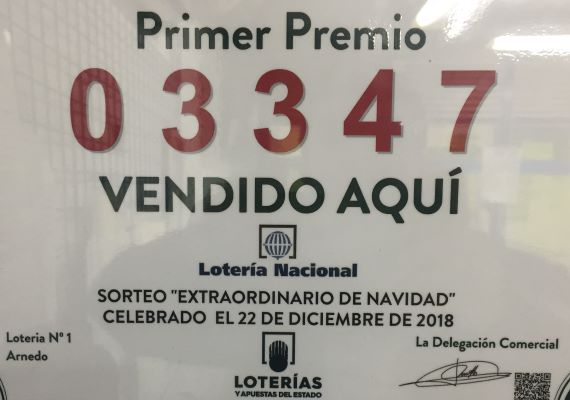 Primer Premio
03347
VENDIDO AQUÍ
Lotería Nacional
SORTEO "EXTRAORDINARIO DE NAVIDAD"
CELEBRADO EL 22 DE DICIEMBRE DE 2018
Loteria Nº 1
Arnedo
La Delegación Comercial
LOTERÍAS
Y APUESTAS DEL ESTADO